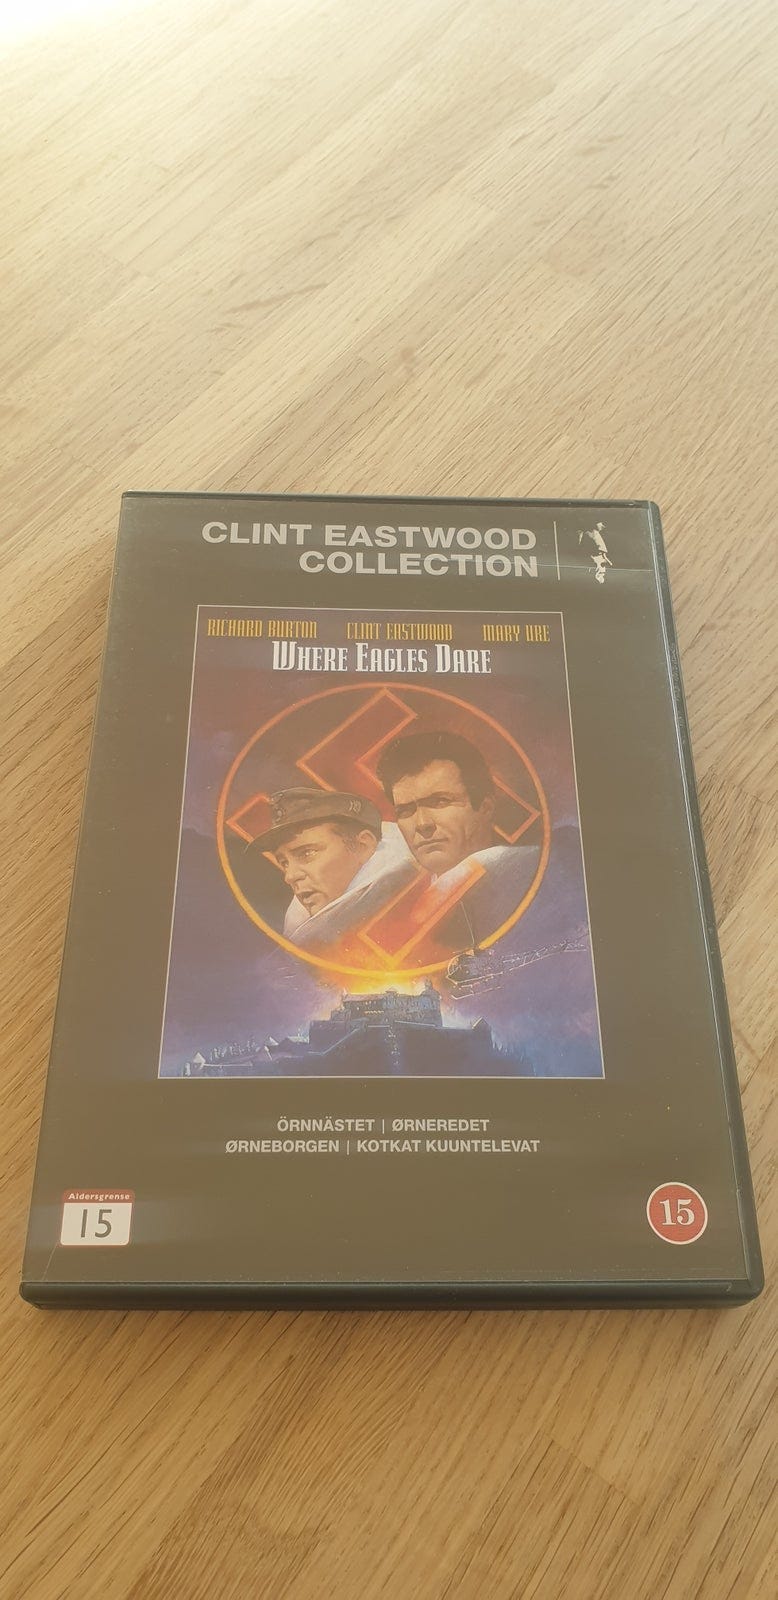 CLINT EASTWOOD
COLLECTION
RICHARD BURTON CLINT EASTWOOD MARY URE
WHERE EAGLES DARE
ÖRNNÄSTET | ØRNEREDET
ØRNEBORGEN | KOTKAT KUUNTELEVAT
Aldersgrense
15
15